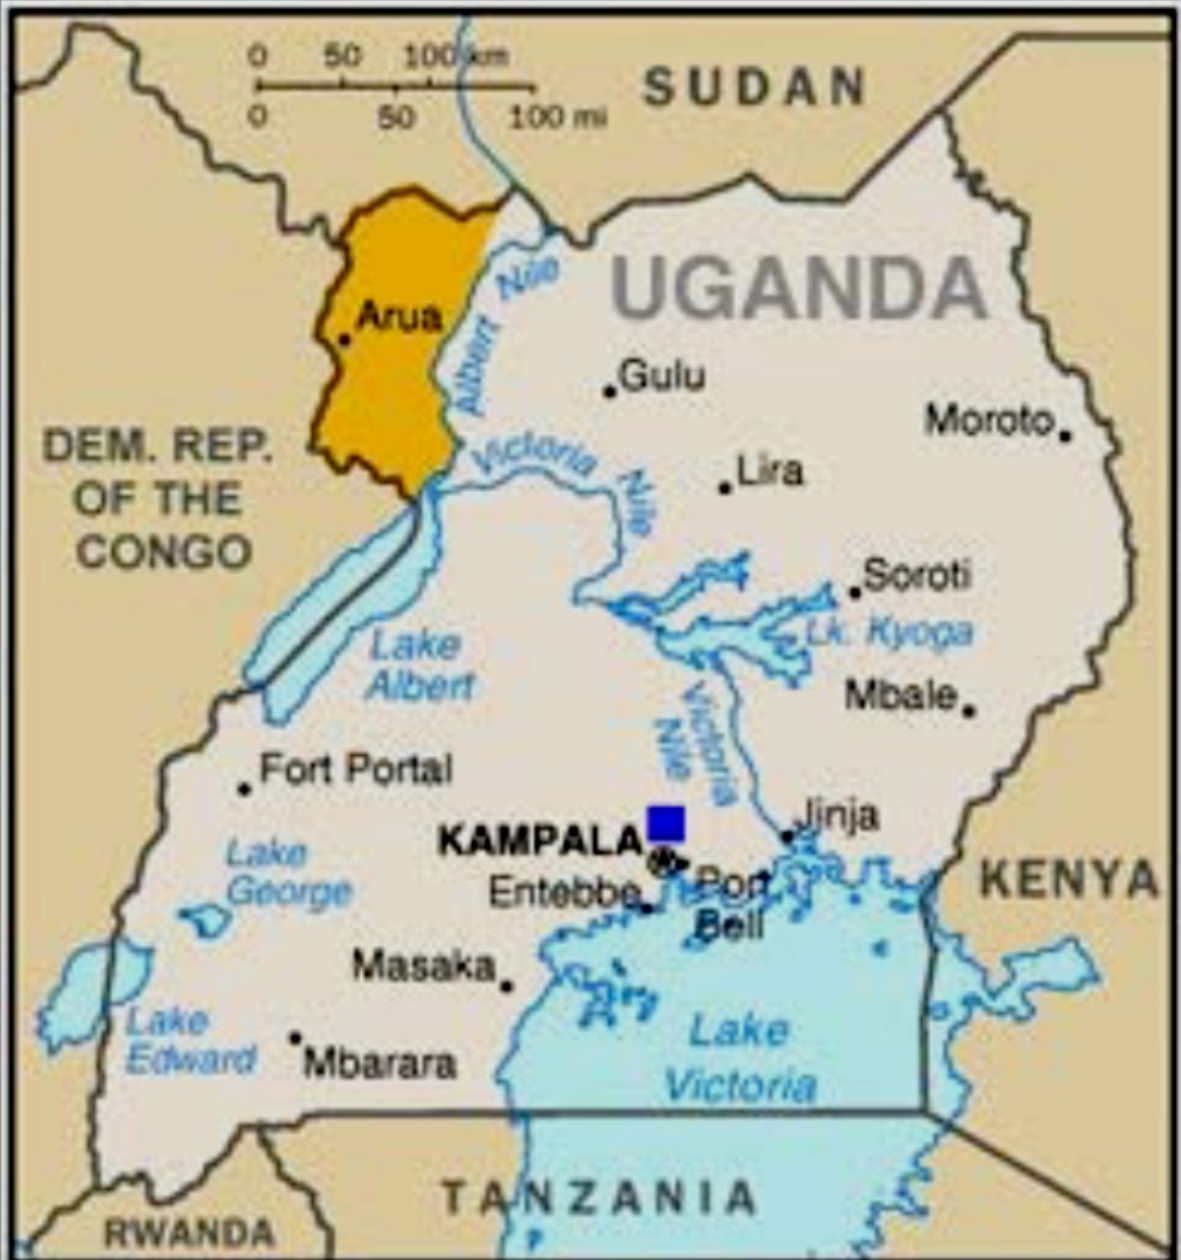 0 50 100 km
0 50 100 mi
SUDAN
UGANDA
Albert Nile
Arua
Gulu
Moroto
DEM. REP.
OF THE
CONGO
Victoria Nile
Lira
Soroti
Lk. Kyoga
Lake
Albert
Mbale
Victoria
Nile
Fort Portal
Jinja
KAMPALA
Lake
George
Entebbe
Port
Bell
KENYA
Masaka
Lake
Edward
Mbarara
Lake
Victoria
TANZANIA
RWANDA